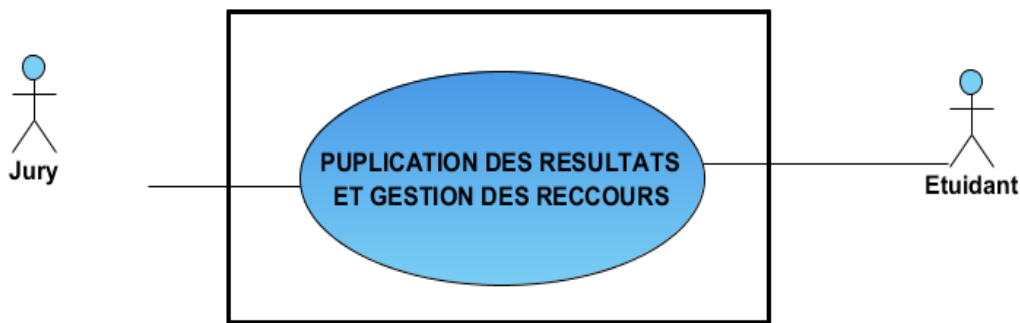 Jury
PUPLICATION DES RESULTATS
ET GESTION DES RECCOURS
Etuidant